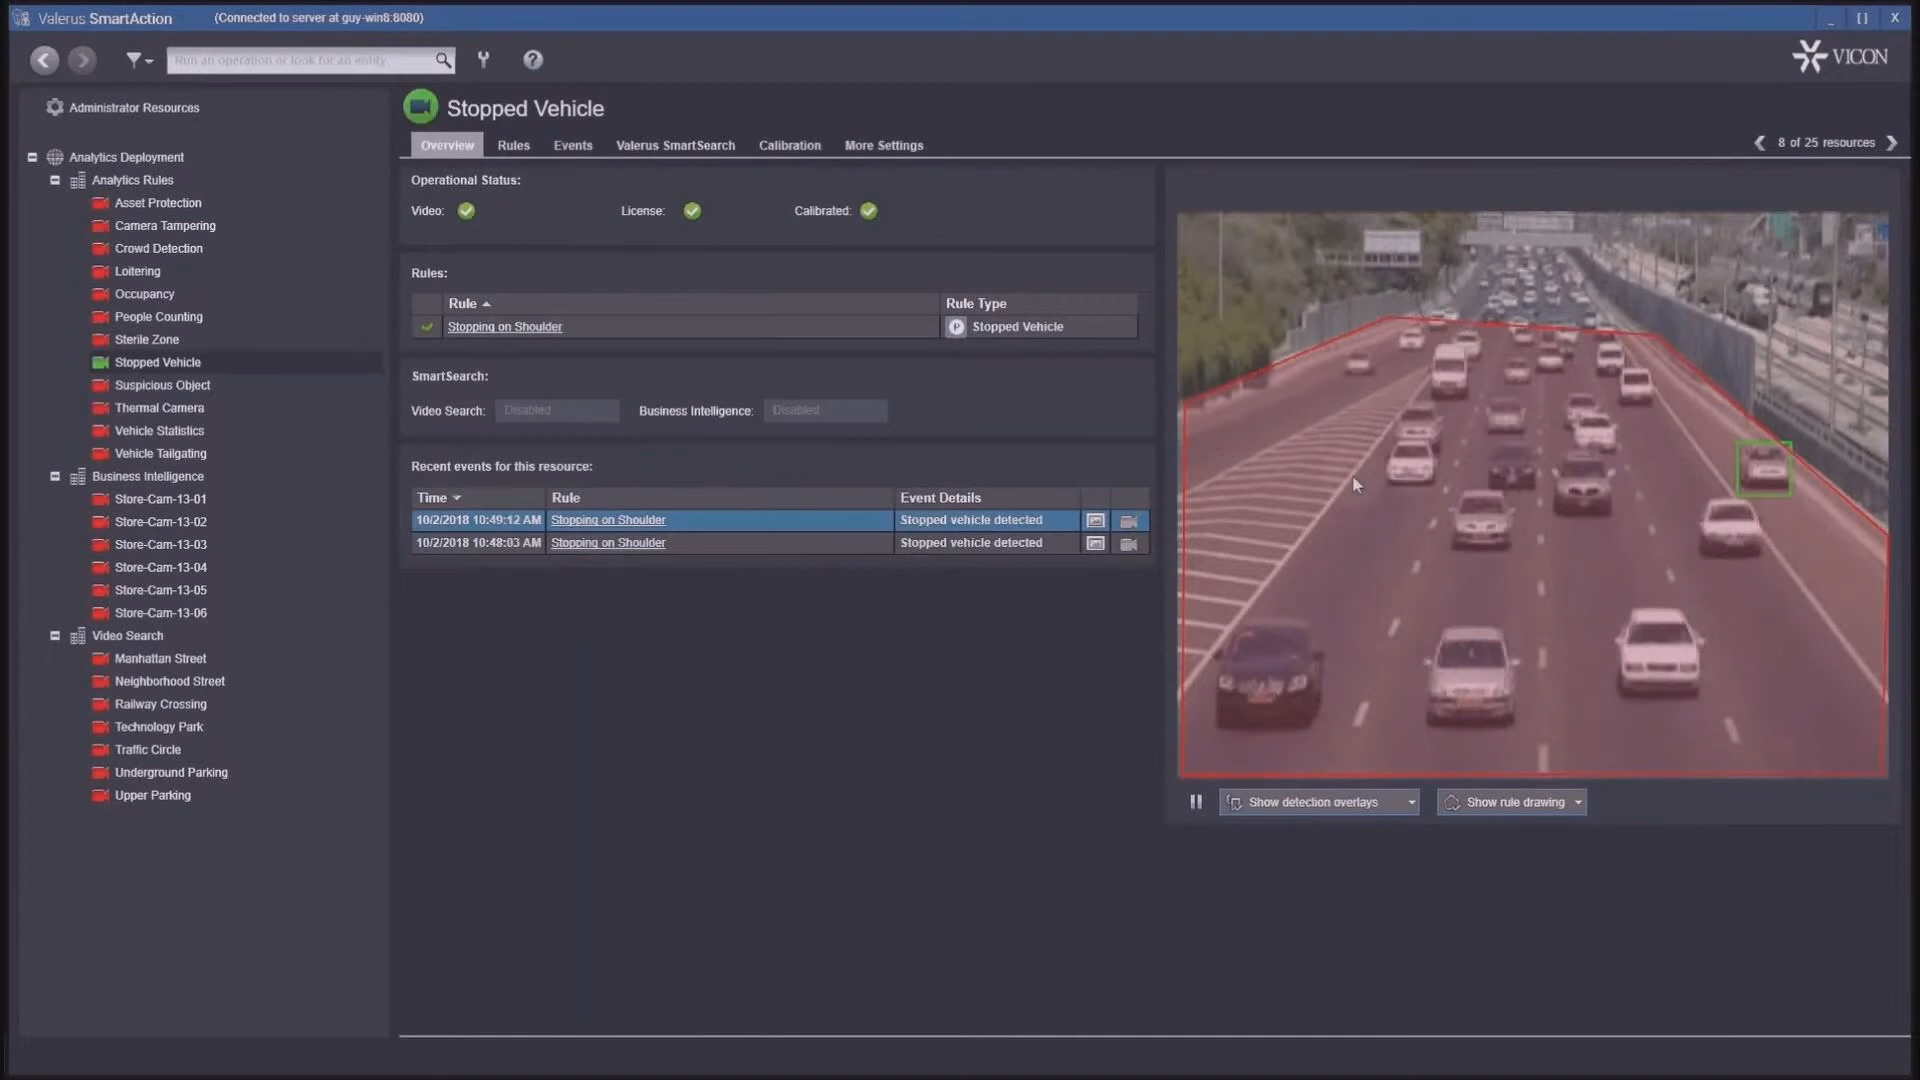 Valerus SmartAction (Connected to server at guy-win8:8080)
Run an operation or look for an entity
VICON
Administrator Resources
Analytics Deployment
Analytics Rules
Asset Protection
Camera Tampering
Crowd Detection
Loitering
Occupancy
People Counting
Sterile Zone
Stopped Vehicle
Suspicious Object
Thermal Camera
Vehicle Statistics
Vehicle Tailgating
Business Intelligence
Store-Cam-13-01
Store-Cam-13-02
Store-Cam-13-03
Store-Cam-13-04
Store-Cam-13-05
Store-Cam-13-06
Video Search
Manhattan Street
Neighborhood Street
Railway Crossing
Technology Park
Traffic Circle
Underground Parking
Upper Parking
Stopped Vehicle
Overview Rules Events Valerus SmartSearch Calibration More Settings
8 of 25 resources
Operational Status:
Video: License: Calibrated:
Rules:
Rule Rule Type
Stopping on Shoulder P Stopped Vehicle
SmartSearch:
Video Search: Disabled Business Intelligence: Disabled
Recent events for this resource:
Time Rule Event Details
10/2/2018 10:49:12 AM Stopping on Shoulder Stopped vehicle detected
10/2/2018 10:48:03 AM Stopping on Shoulder Stopped vehicle detected
Show detection overlays Show rule drawing